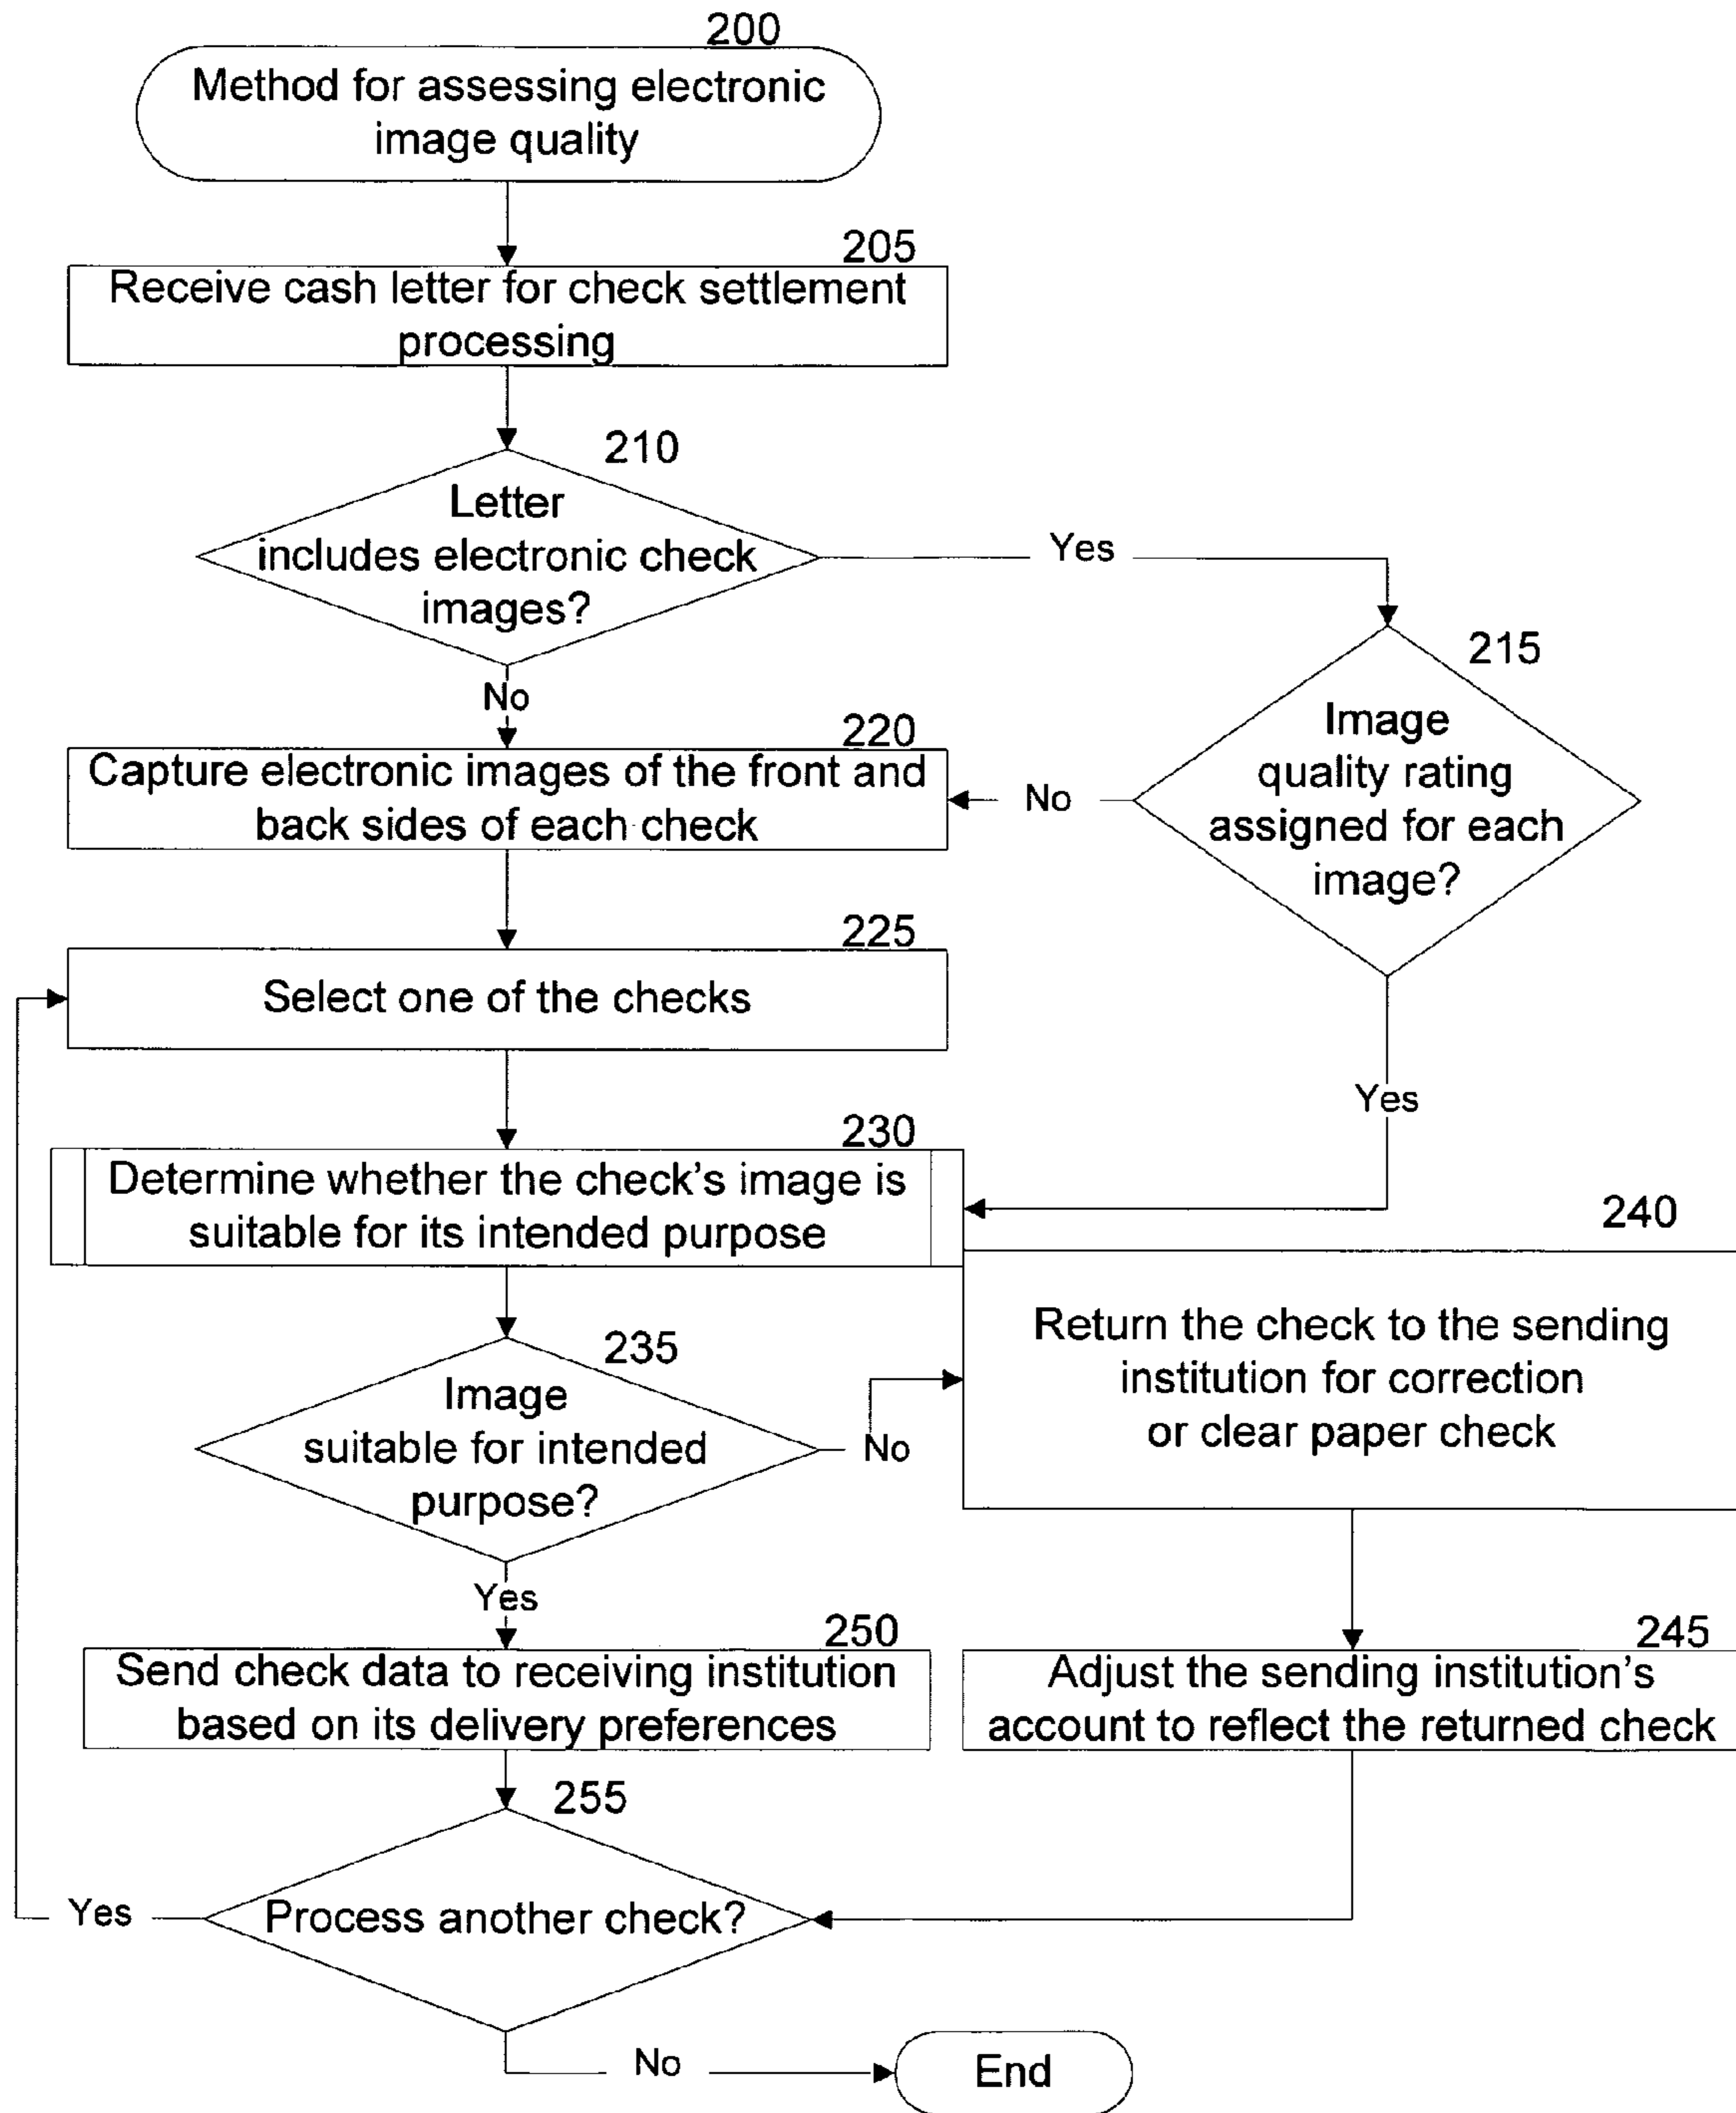 200
Method for assessing electronic
image quality
205
Receive cash letter for check settlement
processing
210
Letter
includes electronic check
images?
Yes
No
215
Image
quality rating
assigned for each
image?
No
Yes
220
Capture electronic images of the front and
back sides of each check
225
Select one of the checks
230
Determine whether the check's image is
suitable for its intended purpose
235
Image
suitable for intended
purpose?
No
Yes
240
Return the check to the sending
institution for correction
or clear paper check
245
Adjust the sending institution's
account to reflect the returned check
250
Send check data to receiving institution
based on its delivery preferences
255
Process another check?
Yes
No
End